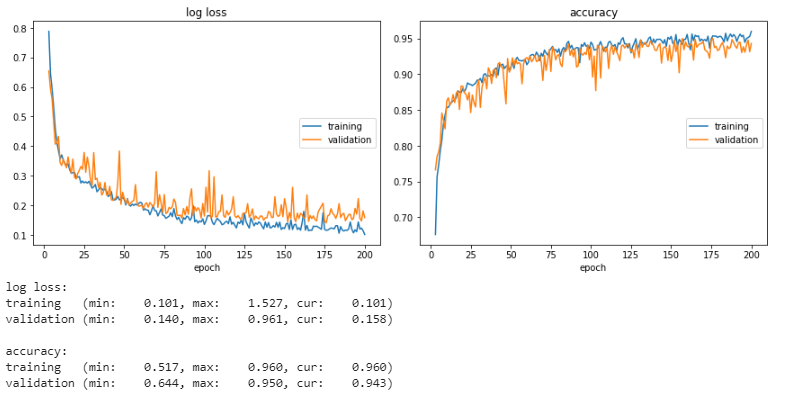 log loss
0.8
0.7
0.6
0.5
0.4
0.3
0.2
0.1
training
validation
0 25 50 75 100 125 150 175 200
epoch
accuracy
0.95
0.90
0.85
0.80
0.75
0.70
training
validation
0 25 50 75 100 125 150 175 200
epoch
log loss:
training   (min:    0.101, max:    1.527, cur:    0.101)
validation (min:    0.140, max:    0.961, cur:    0.158)
accuracy:
training   (min:    0.517, max:    0.960, cur:    0.960)
validation (min:    0.644, max:    0.950, cur:    0.943)